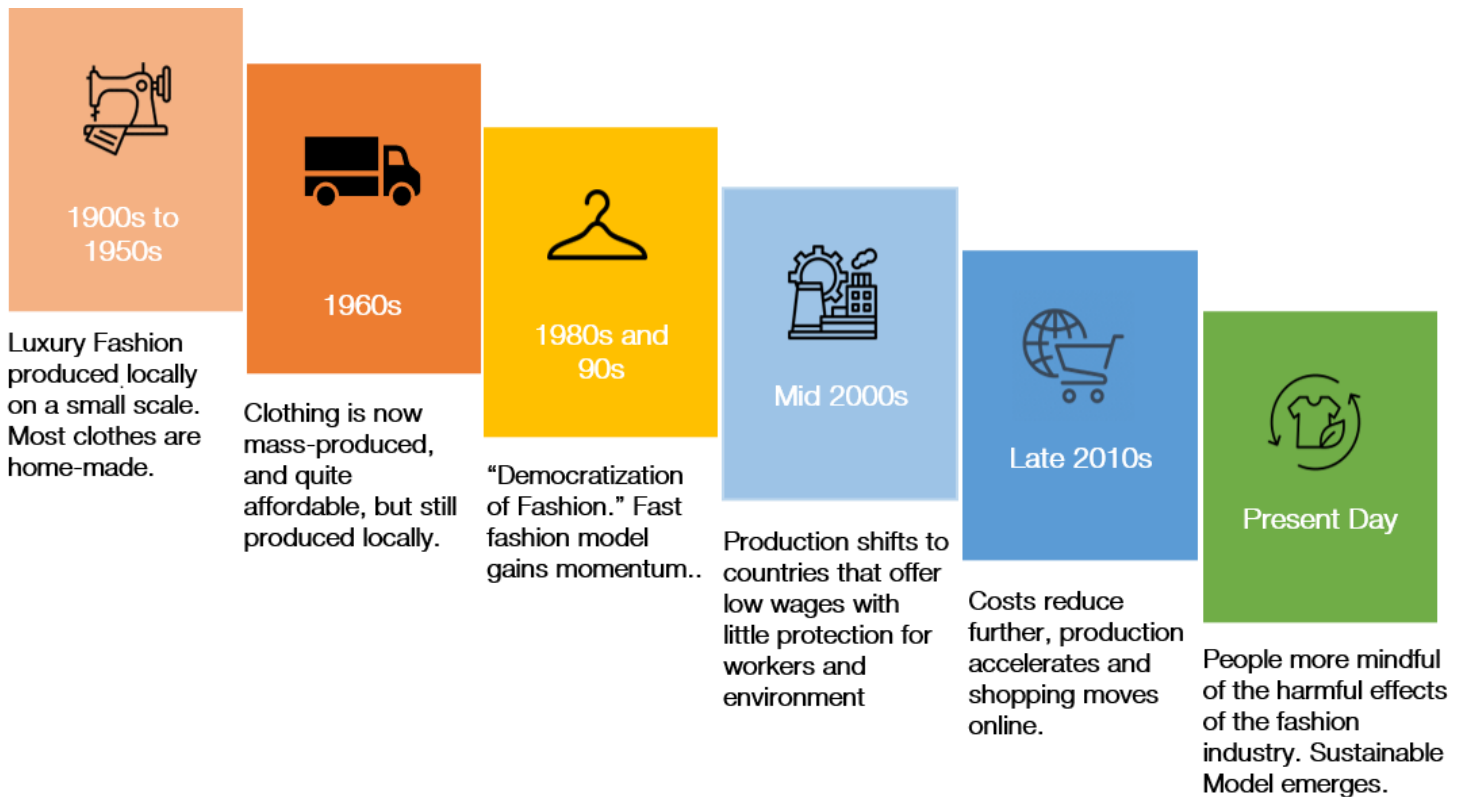 1900s to
1950s
Luxury Fashion
produced locally
on a small scale.
Most clothes are
home-made.
1960s
Clothing is now
mass-produced,
and quite
affordable, but still
produced locally.
1980s and
90s
“Democratization
of Fashion.” Fast
fashion model
gains momentum..
Mid 2000s
Production shifts to
countries that offer
low wages with
little protection for
workers and
environment
Late 2010s
Costs reduce
further, production
accelerates and
shopping moves
online.
Present Day
People more mindful
of the harmful effects
of the fashion
industry. Sustainable
Model emerges.